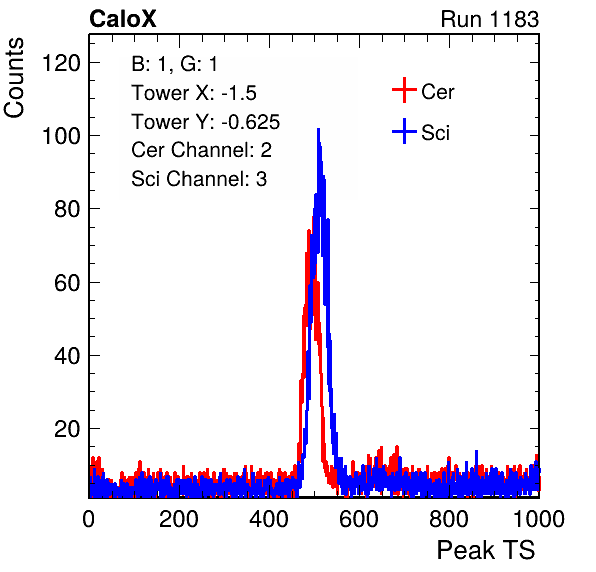 CaloX Run 1183
Counts
120
100
80
60
40
20
B: 1, G: 1
Tower X: -1.5
Tower Y: -0.625
Cer Channel: 2
Sci Channel: 3
Cer
Sci
0 200 400 600 800 1000
Peak TS